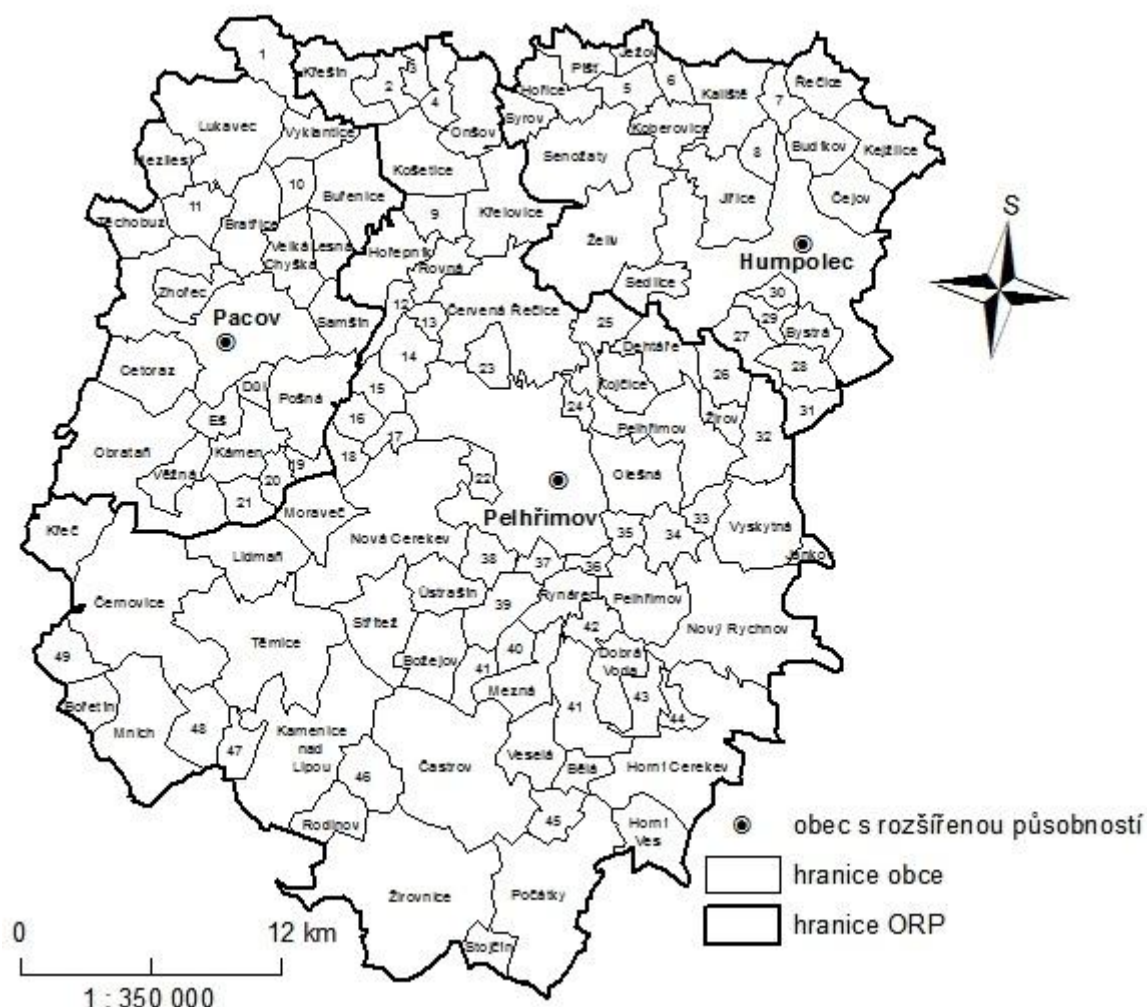 1
Křešín
2
3
4
Onšov
Lukavec
Vyklantice
Košetice
Mezilesí
10
Buřenice
11
Těchobuz
Bratřice
Velká
Chyška
Lesná
9
Křelovice
Hořepník
Rovná
Zhořec
Pacov
Samšín
Cetoraz
Důl
Pošná
Eš
Obrataň
Věžná
Kámen
19
20
21
Hořice
Píšť
Ježov
5
6
Kaliště
7
Řečice
Syrov
Koberovice
Senožaty
8
Budíkov
Kejžlice
Jiřice
Čejov
Želiv
Humpolec
Sedlice
30
29
27
Bystrá
28
31
S
12
13
Červená Řečice
14
23
25
Dehtáře
Kojčice
26
24
Žirov
15
16
17
18
Pelhřimov
32
22
Olešná
Pelhřimov
Moraveč
Nová Cerekev
35
34
33
Vyskytná
Jankov
Křeč
Lidmaň
38
37
36
Černovice
Ústrašín
39
Rynárec
Pelhřimov
Střítež
42
Nový Rychnov
Těmice
Božejov
40
41
Dobrá
Voda
49
Mezná
41
43
44
Bořetín
Mnich
48
47
Kamenice
nad
Lipou
46
Částrov
Veselá
Bělá
Horní Cerekev
Rodinov
45
Horní
Ves
Žirovnice
Počátky
Stojčín
obec s rozšířenou působností
hranice obce
hranice ORP
0 12 km
1 : 350 000